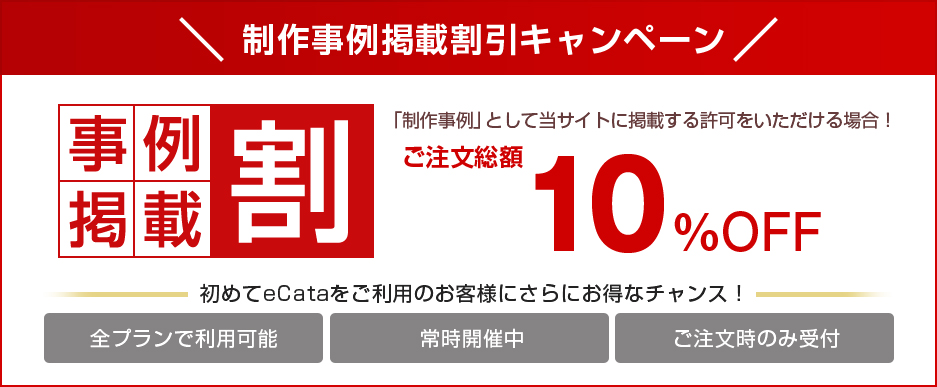 制作事例掲載割引キャンペーン
事例
掲載
割
「制作事例」として当サイトに掲載する許可をいただける場合！
ご注文総額
10%OFF
初めてeCataをご利用のお客様にさらにお得なチャンス！
全プランで利用可能
常時開催中
ご注文時のみ受付